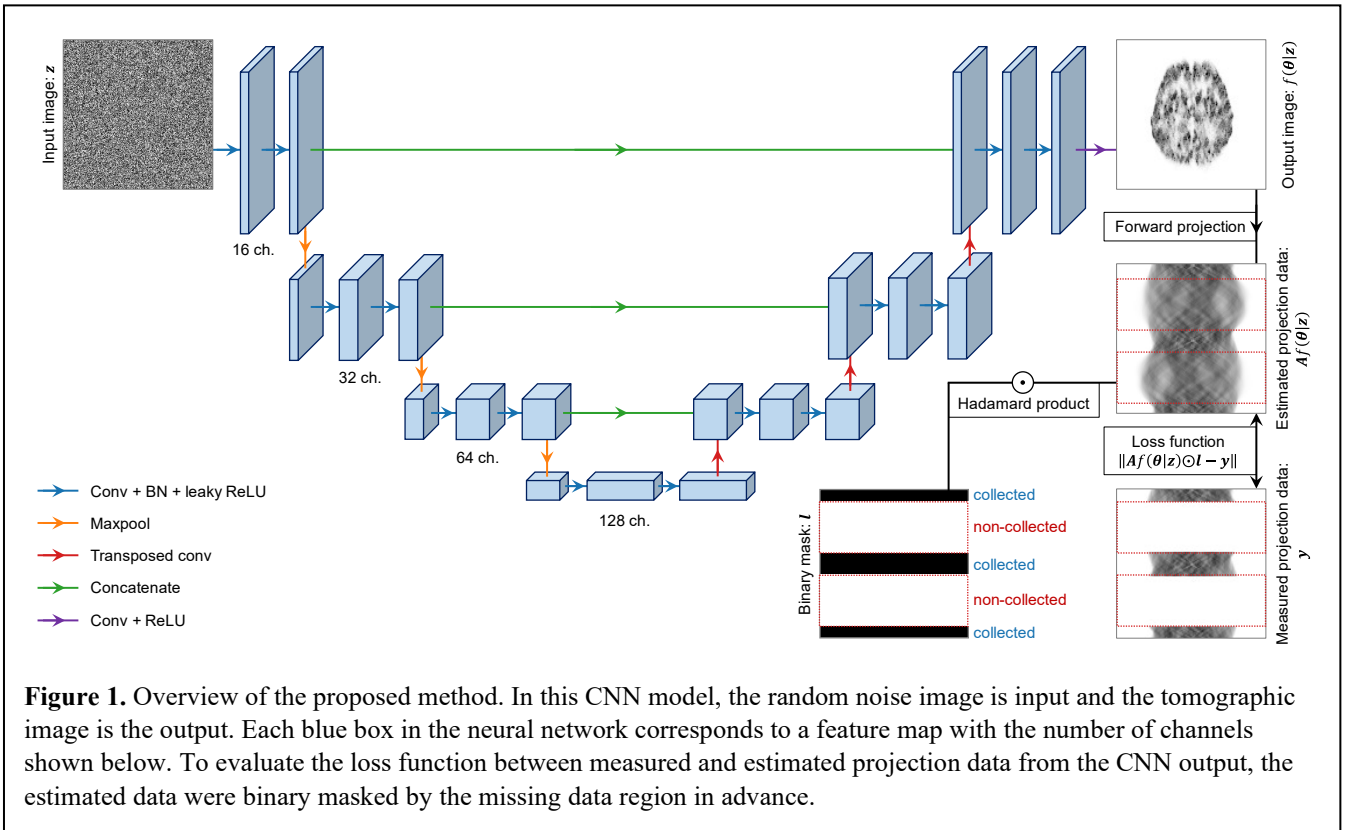 Input image: z
16 ch.
32 ch.
64 ch.
128 ch.
Output image: f(θ|z)
Forward projection
Estimated projection data:
Af(θ|z)
Hadamard product
Loss function
‖Af(θ|z)⊙l − y‖
Measured projection data:
y
Binary mask: l
collected
non-collected
collected
non-collected
collected
Conv + BN + leaky ReLU
Maxpool
Transposed conv
Concatenate
Conv + ReLU
Figure 1. Overview of the proposed method. In this CNN model, the random noise image is input and the tomographic
image is the output. Each blue box in the neural network corresponds to a feature map with the number of channels
shown below. To evaluate the loss function between measured and estimated projection data from the CNN output, the
estimated data were binary masked by the missing data region in advance.